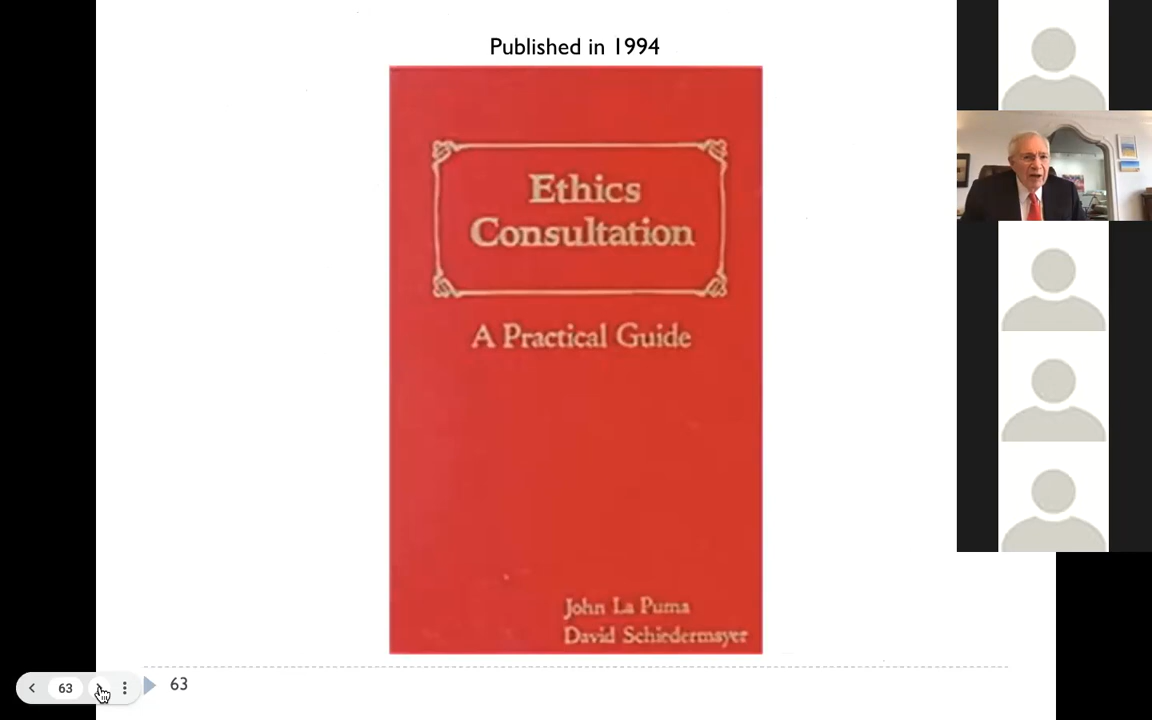 Published in 1994
Ethics
Consultation
A Practical Guide
John La Puma
David Schiedermayer
63
63